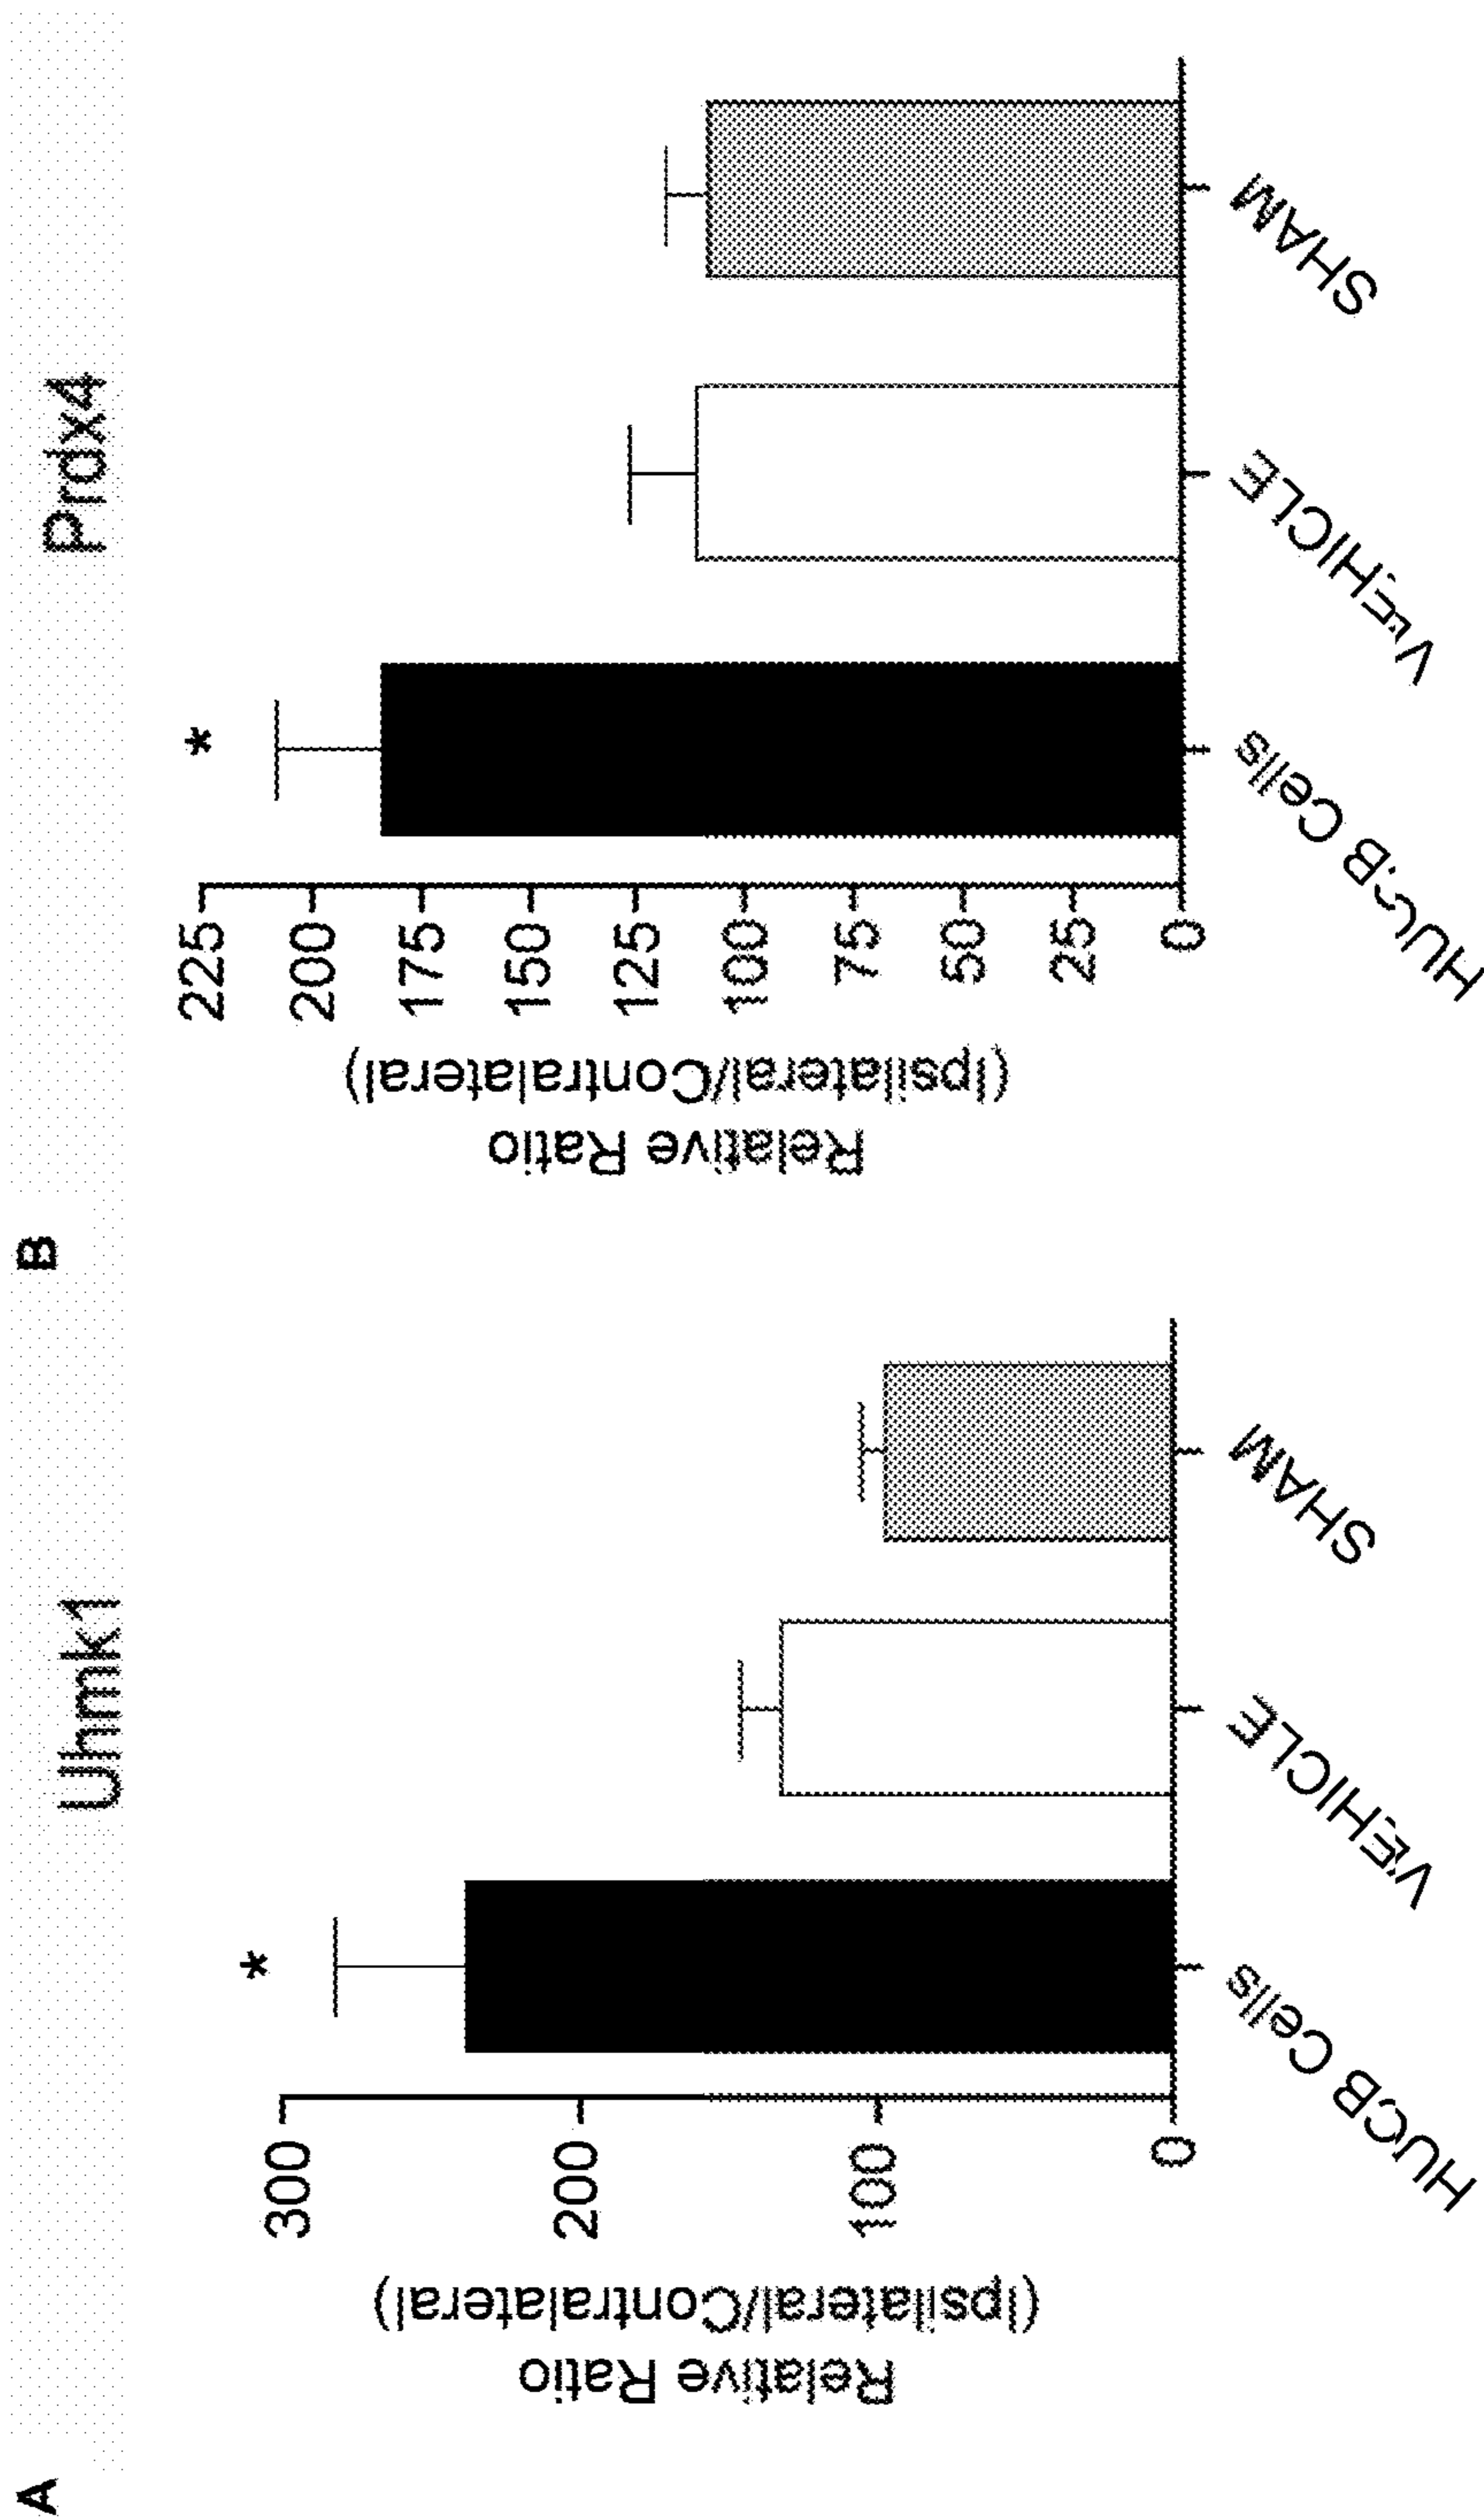 A
Uhmk1
Relative Ratio
(Ipsilateral/Contralateral)
300
200
100
0
*
HUCB Cells
VEHICLE
SHAM
B
Prdx4
Relative Ratio
(Ipsilateral/Contralateral)
225
200
175
150
125
100
75
50
25
0
*
HUCB Cells
VEHICLE
SHAM